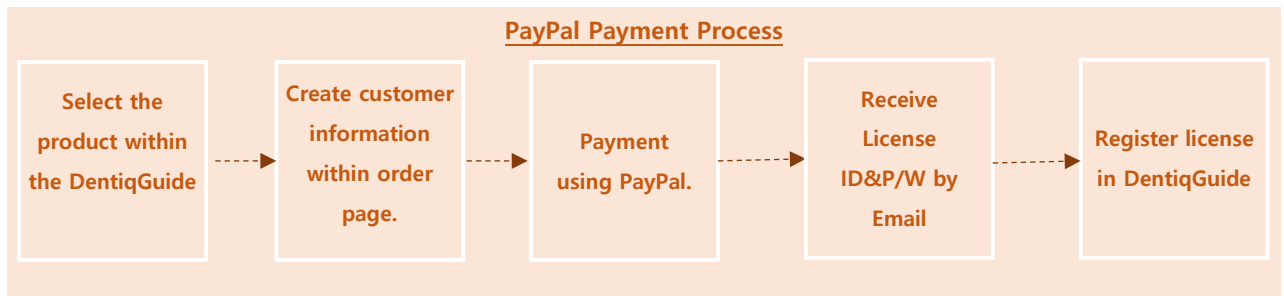 PayPal Payment Process
Select the
product within
the DentiqGuide
Create customer
information
within order
page.
Payment
using PayPal.
Receive
License
ID&P/W by
Email
Register license
in DentiqGuide